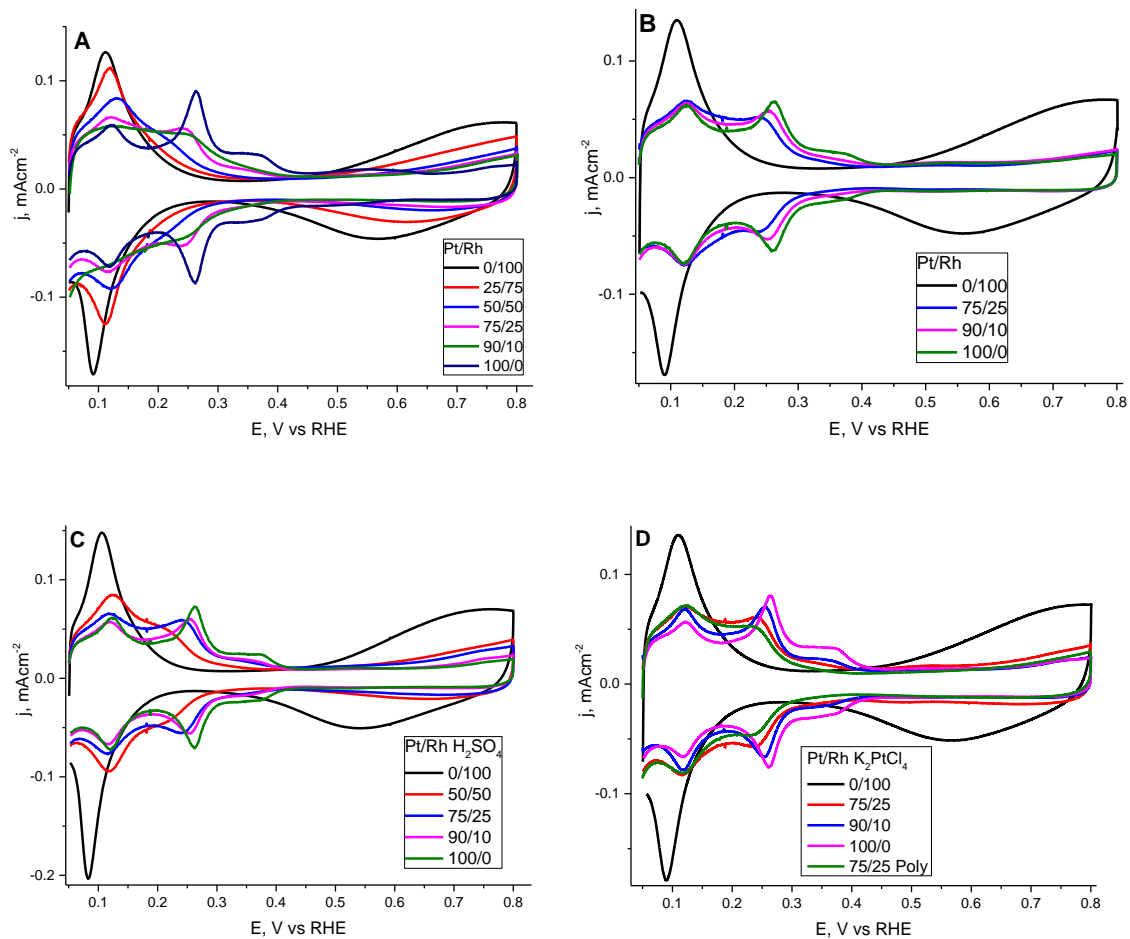 A
0.1
0.0
-0.1
j, mAcm⁻²
0.1 0.2 0.3 0.4 0.5 0.6 0.7 0.8
E, V vs RHE
Pt/Rh
0/100
25/75
50/50
75/25
90/10
100/0
B
0.1
0.0
-0.1
j, mAcm⁻²
0.1 0.2 0.3 0.4 0.5 0.6 0.7 0.8
E, V vs RHE
Pt/Rh
0/100
75/25
90/10
100/0
C
0.1
0.0
-0.1
-0.2
j, mAcm⁻²
0.1 0.2 0.3 0.4 0.5 0.6 0.7 0.8
E, V vs RHE
Pt/Rh H₂SO₄
0/100
50/50
75/25
90/10
100/0
D
0.1
0.0
-0.1
j, mAcm⁻²
0.1 0.2 0.3 0.4 0.5 0.6 0.7 0.8
E, V vs RHE
Pt/Rh K₂PtCl₄
0/100
75/25
90/10
100/0
75/25 Poly